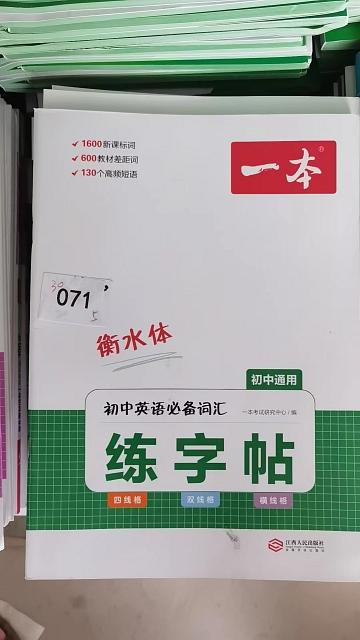 ✓ 1600新课标词
✓ 600教材差距词
✓ 130个高频短语
一本®
30
071
5
衡水体
初中通用
初中英语必备词汇
一本考试研究中心 / 编
练字帖
四线格
双线格
横线格
江西人民出版社